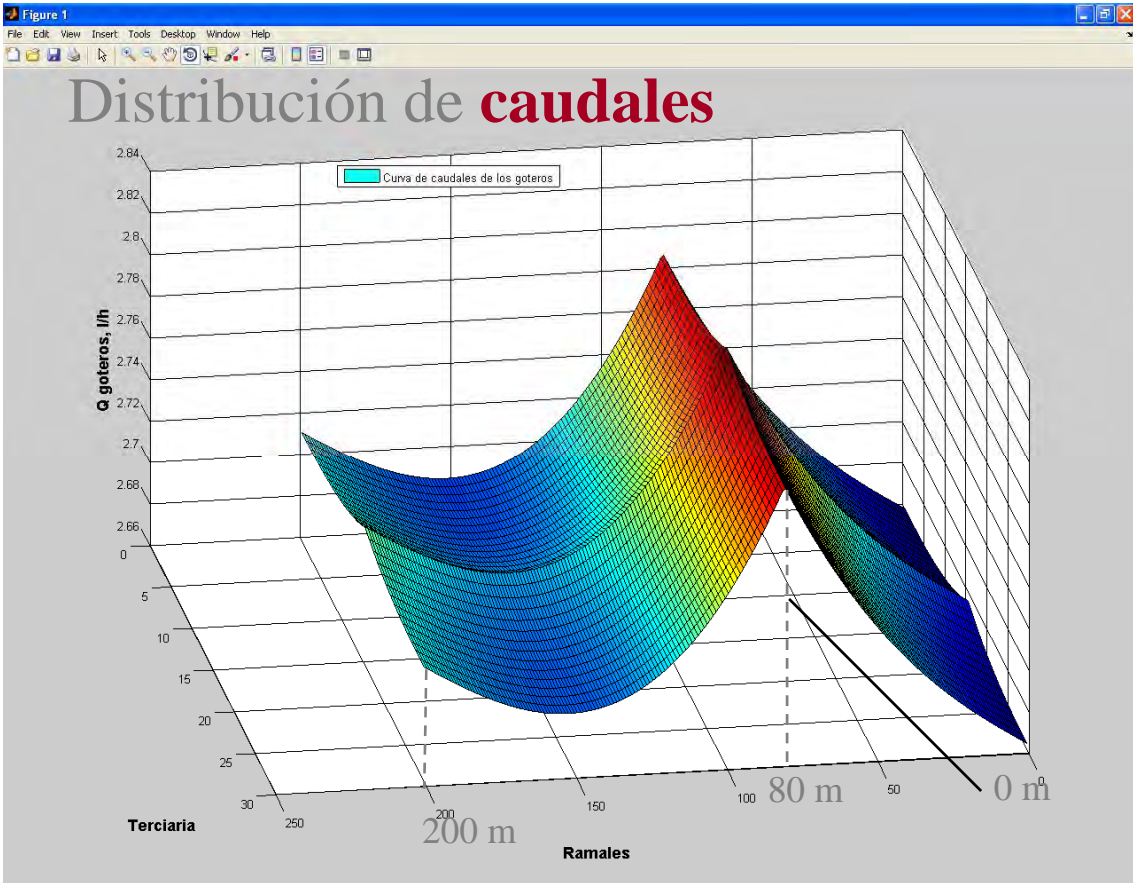 Figure 1
File Edit View Insert Tools Desktop Window Help
Distribución de caudales
Curva de caudales de los goteros
2.84
2.82
2.8
2.78
2.76
2.74
2.72
2.7
2.68
2.66
Q goteros, l/h
0
5
10
15
20
25
30
Terciaria
250
200
150
100
50
0
200 m
80 m
0 m
Ramales